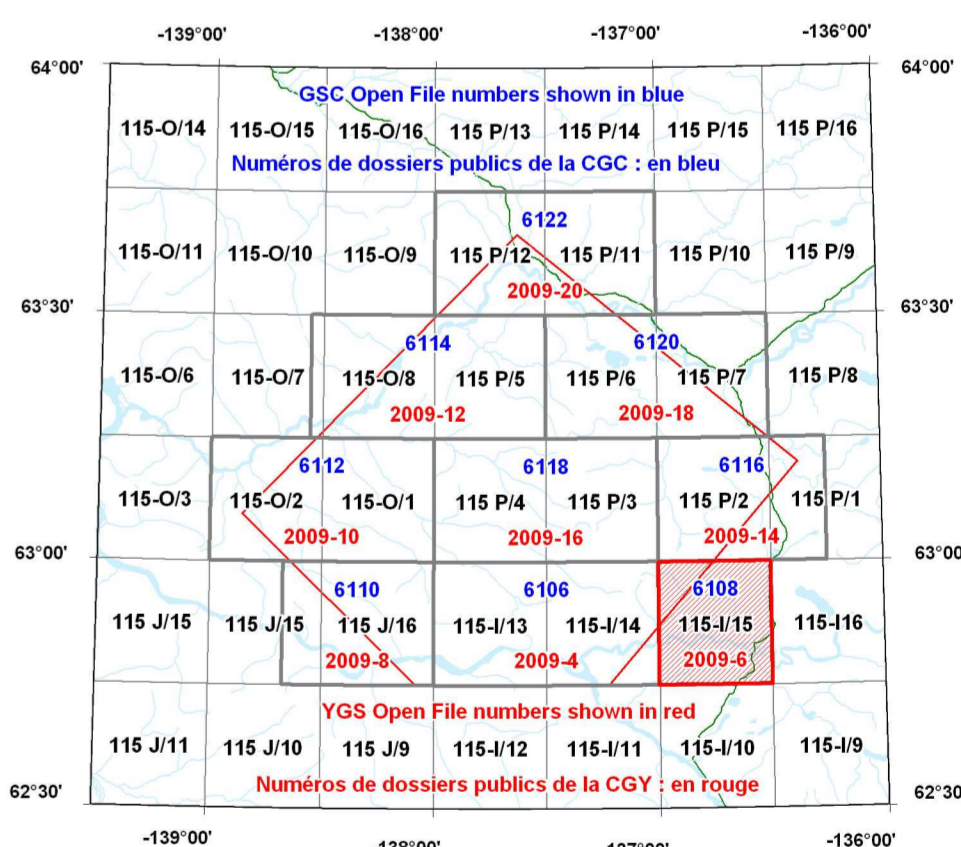 -139°00' -138°00' -137°00' -136°00'
64°00' 64°00'
GSC Open File numbers shown in blue
115-O/14 115-O/15 115-O/16 115 P/13 115 P/14 115 P/15 115 P/16
Numéros de dossiers publics de la CGC : en bleu
6122
115-O/11 115-O/10 115-O/9 115 P/12 115 P/11 115 P/10 115 P/9
2009-20
63°30' 63°30'
6114 6120
115-O/6 115-O/7 115-O/8 115 P/5 115 P/6 115 P/7 115 P/8
2009-12 2009-18
6112 6118 6116
115-O/3 115-O/2 115-O/1 115 P/4 115 P/3 115 P/2 115 P/1
2009-10 2009-16 2009-14
63°00' 63°00'
6110 6106 6108
115 J/15 115 J/15 115 J/16 115-I/13 115-I/14 115-I/15 115-I16
2009-8 2009-4 2009-6
YGS Open File numbers shown in red
115 J/11 115 J/10 115 J/9 115-I/12 115-I/11 115-I/10 115-I/9
Numéros de dossiers publics de la CGY : en rouge
62°30' 62°30
-139°00' -138°00' -137°00' -136°00'